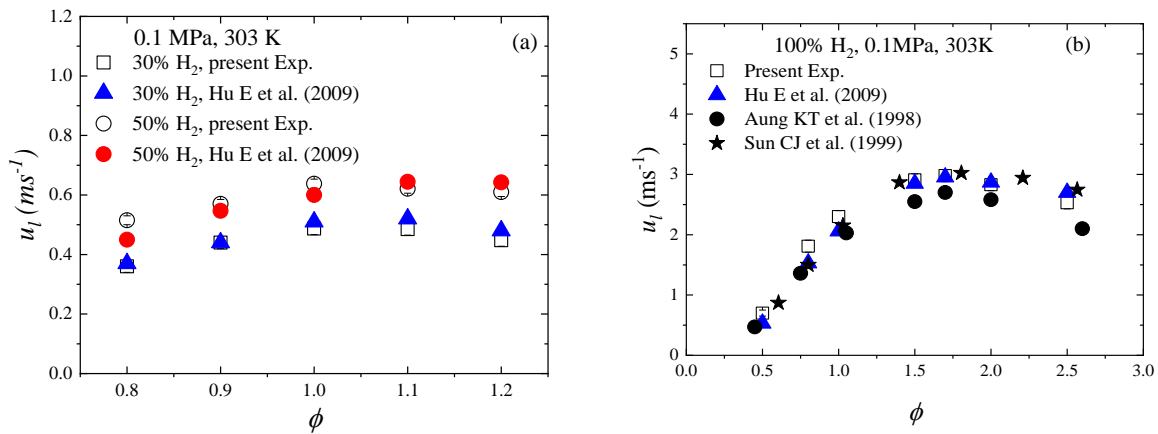 0.1 MPa, 303 K
(a)
30% H2, present Exp.
30% H2, Hu E et al. (2009)
50% H2, present Exp.
50% H2, Hu E et al. (2009)
ul (ms-1)
1.2
1.0
0.8
0.6
0.4
0.2
0.0
0.8 0.9 1.0 1.1 1.2
ϕ
100% H2, 0.1MPa, 303K
(b)
Present Exp.
Hu E et al. (2009)
Aung KT et al. (1998)
Sun CJ et al. (1999)
ul (ms-1)
5
4
3
2
1
0
0.0 0.5 1.0 1.5 2.0 2.5 3.0
ϕ